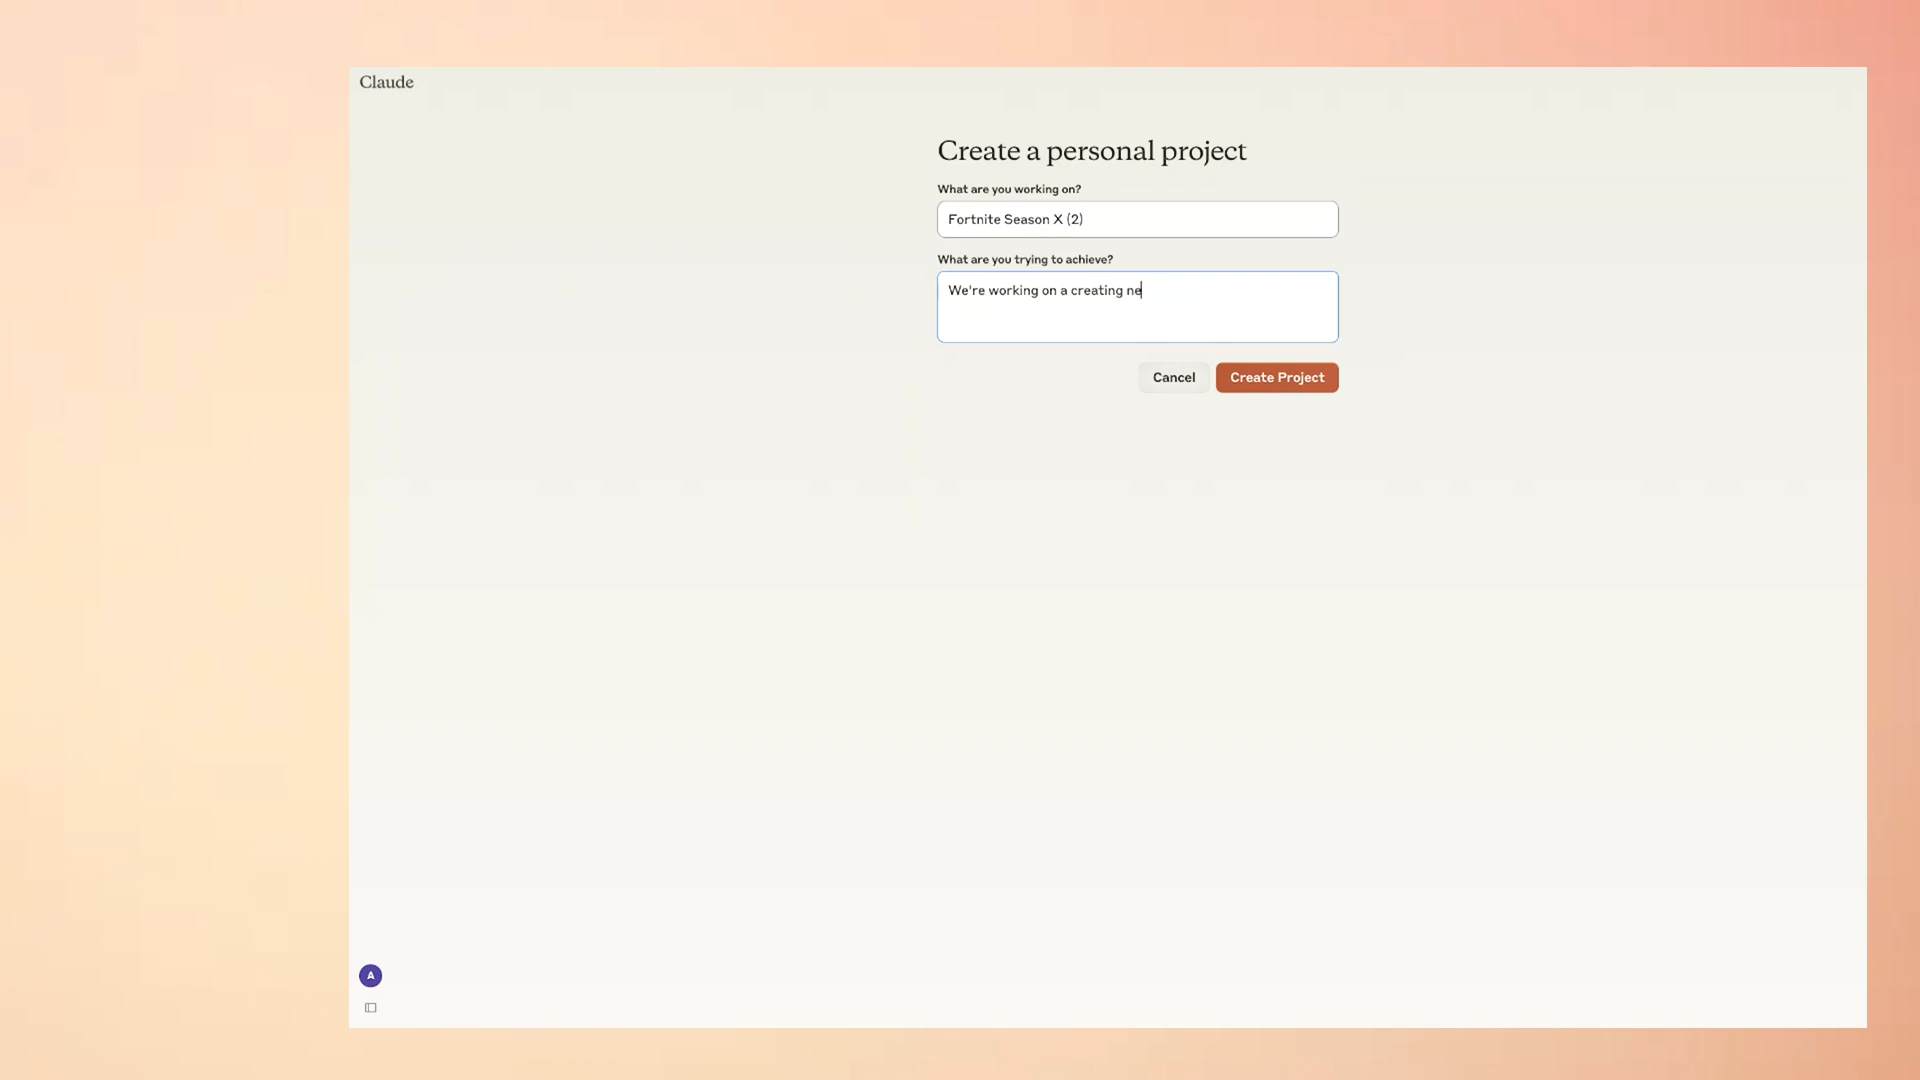 Claude
Create a personal project
What are you working on?
Fortnite Season X (2)
What are you trying to achieve?
We're working on a creating ne
Cancel
Create Project
A